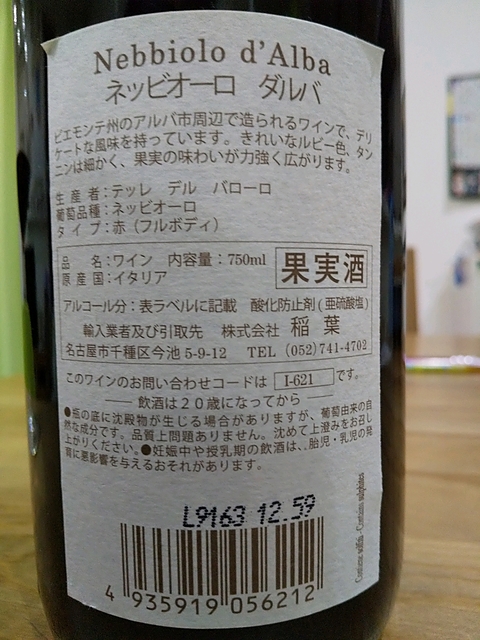 Nebbiolo d'Alba
ネッビオーロ ダルバ
ピエモンテ州のアルバ市周辺で造られるワインで、デリ
ケートな風味を持っています。きれいなルビー色、タン
ニンは細かく、果実の味わいが力強く広がります。
生産者:テッレ デル バローロ
葡萄品種:ネッビオーロ
タイプ:赤(フルボディ)
品名:ワイン 内容量:750ml
原産国:イタリア
果実酒
アルコール分:表ラベルに記載 酸化防止剤(亜硫酸塩)
輸入業者及び引取先 株式会社 稲葉
名古屋市千種区今池5-9-12 TEL(052)741-4702
このワインのお問い合わせコードは I-621 です。
飲酒は20歳になってから
●瓶の底に沈殿物が生じる場合がありますが、葡萄由来の自
然な成分です。品質上問題ありません。沈めて上澄みをお召し
上がりください。●妊娠中や授乳期の飲酒は、胎児・乳児の発
育に悪影響を与えるおそれがあります。
L9163 12.59
4 935919 056212
Contiene solfiti - Contains sulphites